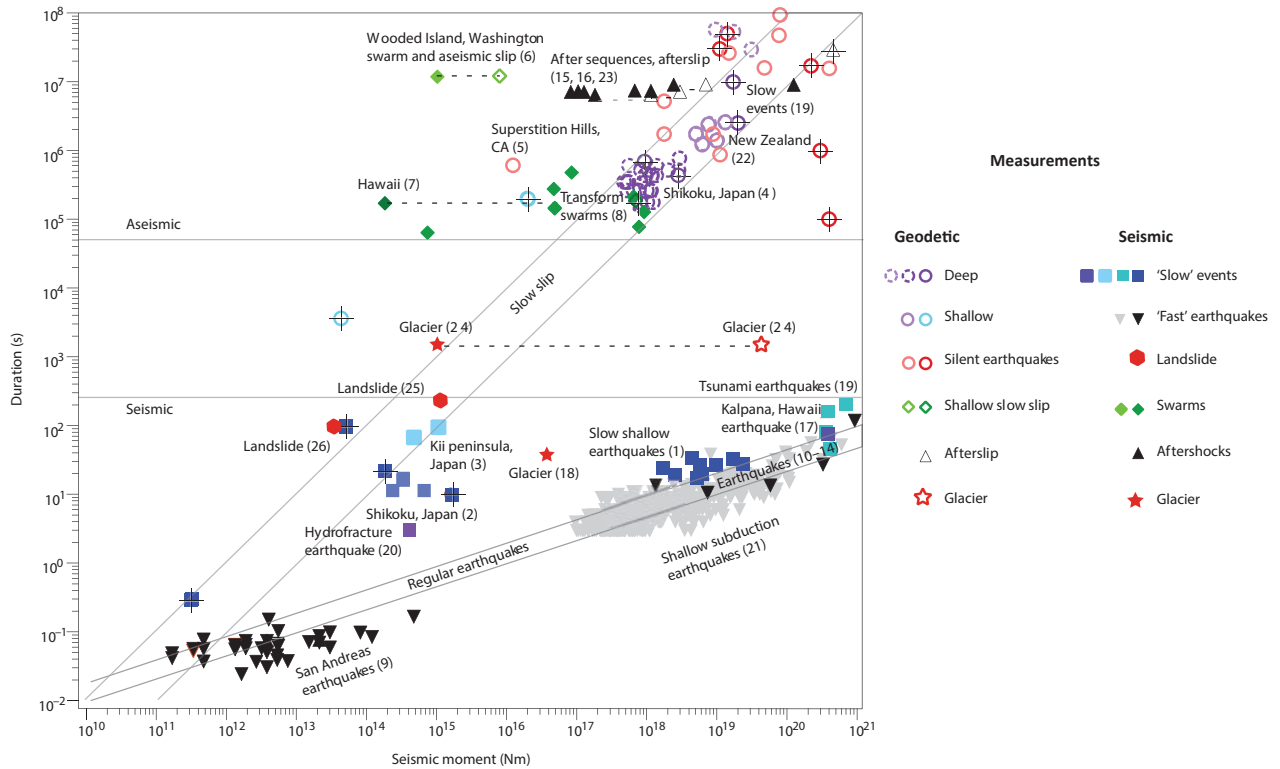 10⁸
10⁷
10⁶
10⁵
10⁴
10³
10²
10¹
10⁰
10⁻¹
10⁻²
Duration (s)
Wooded Island, Washington
swarm and aseismic slip (6)
After sequences, afterslip
(15, 16, 23)
Slow
events (19)
Superstition Hills,
CA (5)
New Zealand
(22)
Hawaii (7)
Transform
swarms (8)
Shikoku, Japan (4 )
Aseismic
Slow slip
Glacier (2 4)
Glacier (2 4)
Landslide (25)
Tsunami earthquakes (19)
Seismic
Kalpana, Hawaii
earthquake (17)
Landslide (26)
Kii peninsula,
Japan (3)
Slow shallow
earthquakes (1)
Glacier (18)
Earthquakes (10–14)
Shikoku, Japan (2)
Hydrofracture
earthquake (20)
Shallow subduction
earthquakes (21)
Regular earthquakes
San Andreas
earthquakes (9)
10¹⁰
10¹¹
10¹²
10¹³
10¹⁴
10¹⁵
10¹⁶
10¹⁷
10¹⁸
10¹⁹
10²⁰
10²¹
Seismic moment (Nm)
Measurements
Geodetic
Deep
Shallow
Silent earthquakes
Shallow slow slip
Afterslip
Glacier
Seismic
‘Slow’ events
‘Fast’ earthquakes
Landslide
Swarms
Aftershocks
Glacier